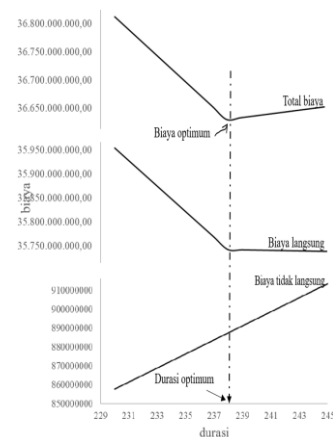 36.800.000.000,00
36.750.000.000,00
36.700.000.000,00
36.650.000.000,00
Total biaya
Biaya optimum
35.950.000.000,00
35.900.000.000,00
35.850.000.000,00
biaya
35.800.000.000,00
35.750.000.000,00
Biaya langsung
Biaya tidak langsung
910000000
900000000
890000000
880000000
870000000
860000000
850000000
Durasi optimum
229 231 233 235 237 239 241 243 245
durasi